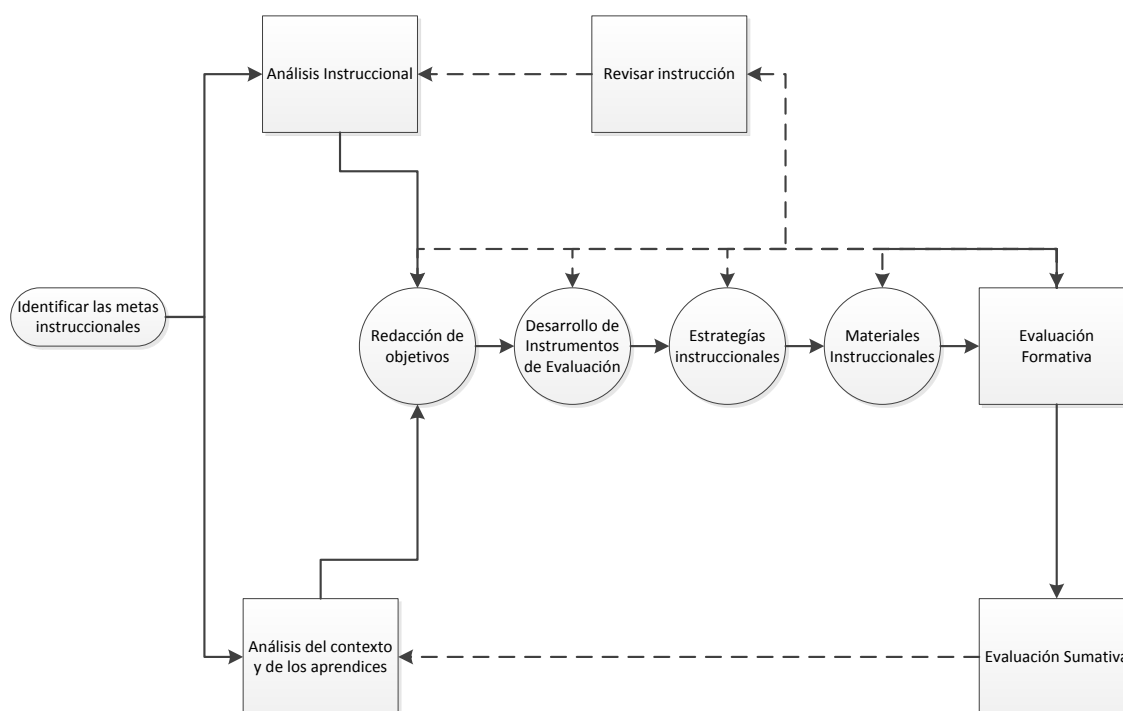 Análisis Instruccional
Revisar instrucción
Identificar las metas
instruccionales
Redacción de
objetivos
Desarrollo de
Instrumentos
de Evaluación
Estrategías
instruccionales
Materiales
Instruccionales
Evaluación
Formativa
Análisis del contexto
y de los aprendices
Evaluación Sumativa